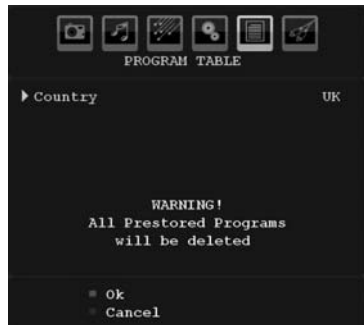 PROGRAM TABLE
Country UK
WARNING!
All Prestored Programs
will be deleted
Ok
Cancel